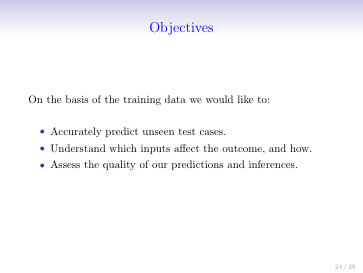 Objectives
On the basis of the training data we would like to:
• Accurately predict unseen test cases.
• Understand which inputs affect the outcome, and how.
• Assess the quality of our predictions and inferences.
23 / 29